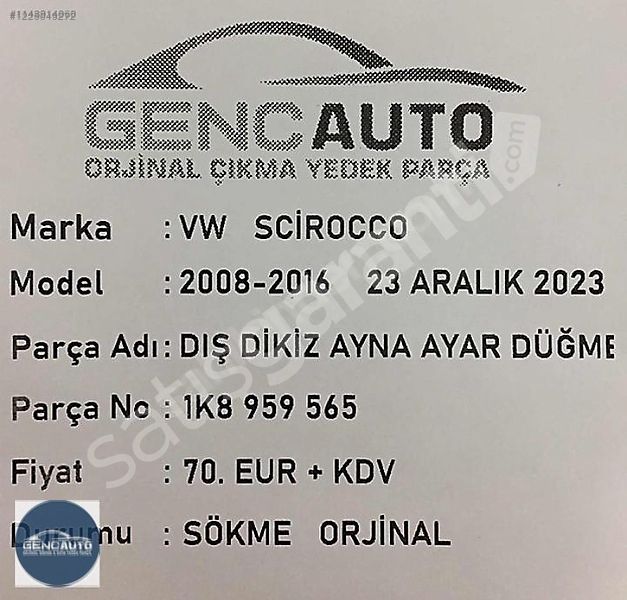 GENCAUTO
ORJİNAL ÇIKMA YEDEK PARÇA
Marka : VW SCİROCCO
Model : 2008-2016 23 ARALIK 2023
Parça Adı : DIŞ DİKİZ AYNA AYAR DÜĞME
Parça No : 1K8 959 565
Fiyat : 70. EUR + KDV
Durumu : SÖKME ORJİNAL
GENCAUTO
satısgaranti.com